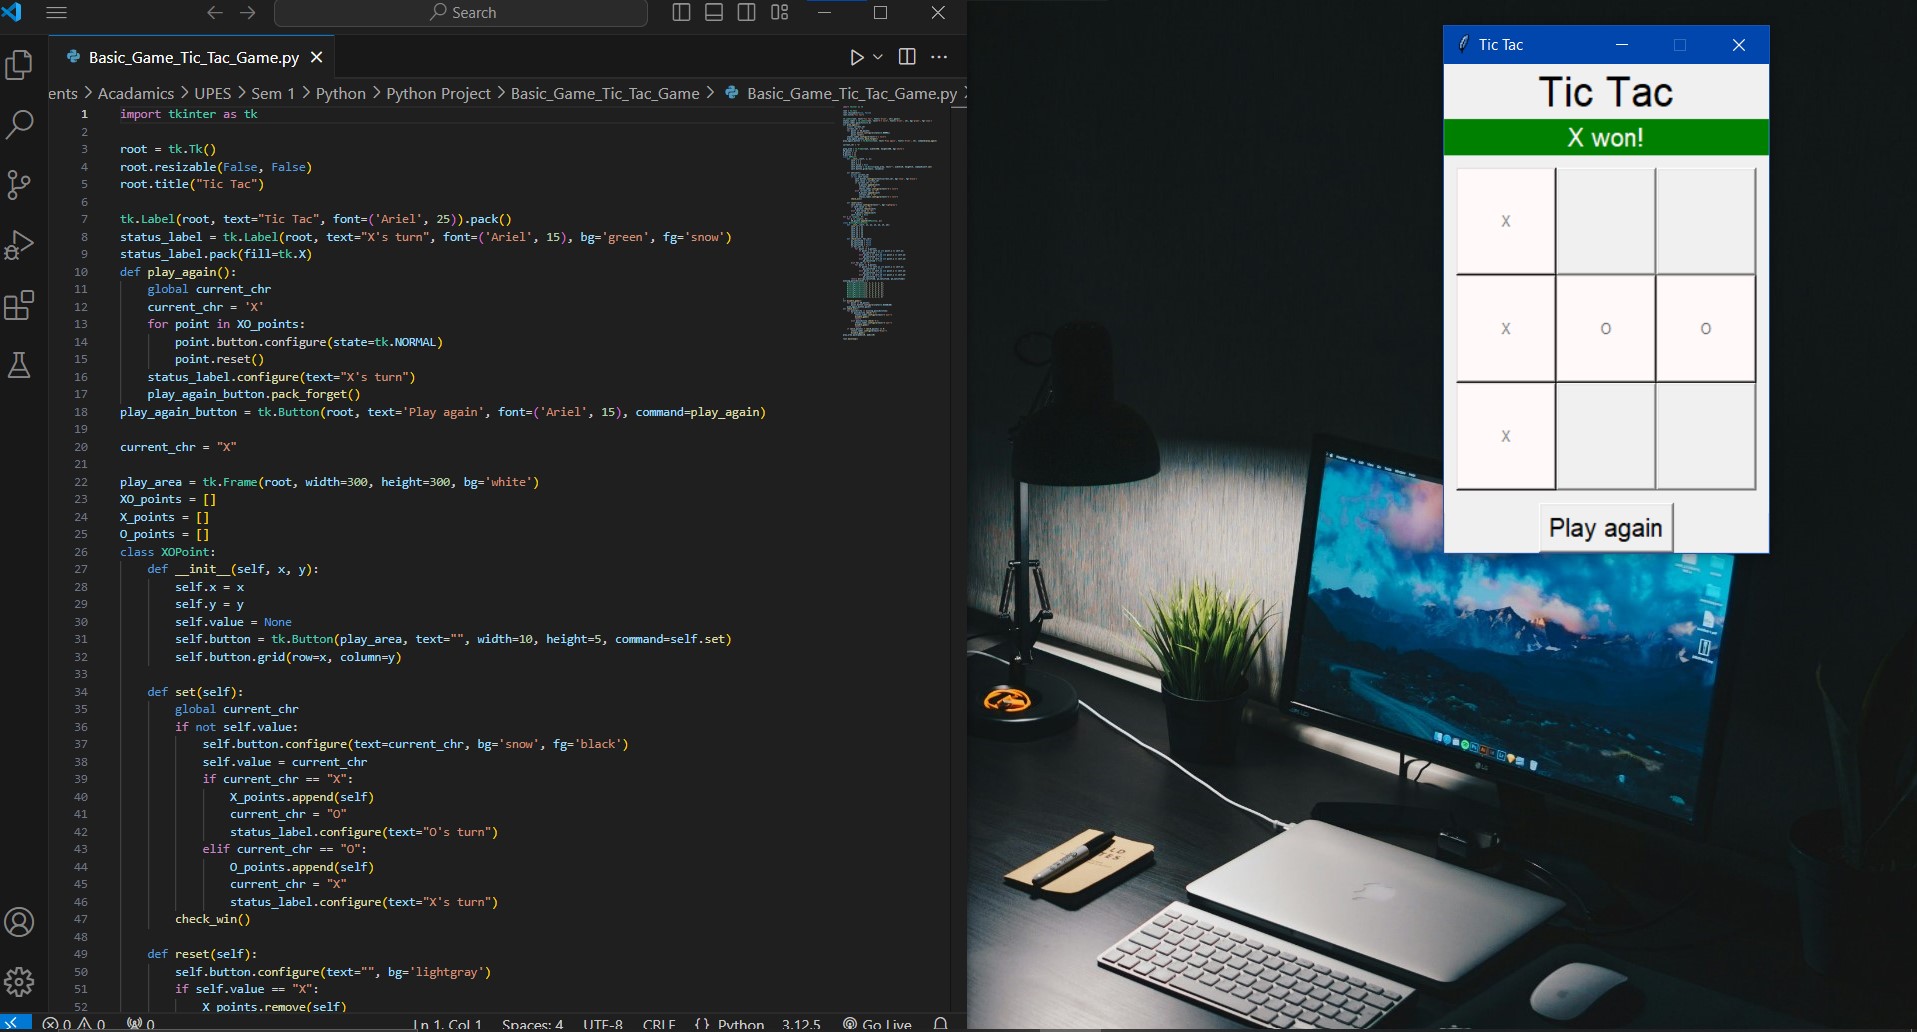 Search
Basic_Game_Tic_Tac_Game.py
ents > Acadamics > UPES > Sem 1 > Python > Python Project > Basic_Game_Tic_Tac_Game > Basic_Game_Tic_Tac_Game.py >
1 import tkinter as tk
2
3 root = tk.Tk()
4 root.resizable(False, False)
5 root.title("Tic Tac")
6
7 tk.Label(root, text="Tic Tac", font=('Ariel', 25)).pack()
8 status_label = tk.Label(root, text="X's turn", font=('Ariel', 15), bg='green', fg='snow')
9 status_label.pack(fill=tk.X)
10 def play_again():
11     global current_chr
12     current_chr = 'X'
13     for point in XO_points:
14         point.button.configure(state=tk.NORMAL)
15         point.reset()
16     status_label.configure(text="X's turn")
17     play_again_button.pack_forget()
18 play_again_button = tk.Button(root, text='Play again', font=('Ariel', 15), command=play_again)
19
20 current_chr = "X"
21
22 play_area = tk.Frame(root, width=300, height=300, bg='white')
23 XO_points = []
24 X_points = []
25 O_points = []
26 class XOPoint:
27     def __init__(self, x, y):
28         self.x = x
29         self.y = y
30         self.value = None
31         self.button = tk.Button(play_area, text="", width=10, height=5, command=self.set)
32         self.button.grid(row=x, column=y)
33
34     def set(self):
35         global current_chr
36         if not self.value:
37             self.button.configure(text=current_chr, bg='snow', fg='black')
38             self.value = current_chr
39             if current_chr == "X":
40                 X_points.append(self)
41                 current_chr = "O"
42                 status_label.configure(text="O's turn")
43             elif current_chr == "O":
44                 O_points.append(self)
45                 current_chr = "X"
46                 status_label.configure(text="X's turn")
47         check_win()
48
49     def reset(self):
50         self.button.configure(text="", bg='lightgray')
51         if self.value == "X":
52             X_points.remove(self)
0 0 0 Ln 1, Col 1 Spaces: 4 UTF-8 CRLF {} Python 3.12.5 Go Live
Tic Tac
Tic Tac
X won!
X
X O O
X
Play again